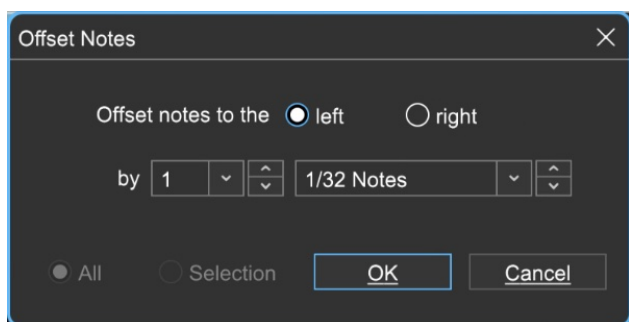 Offset Notes
Offset notes to the left right
by 1 1/32 Notes
All Selection OK Cancel